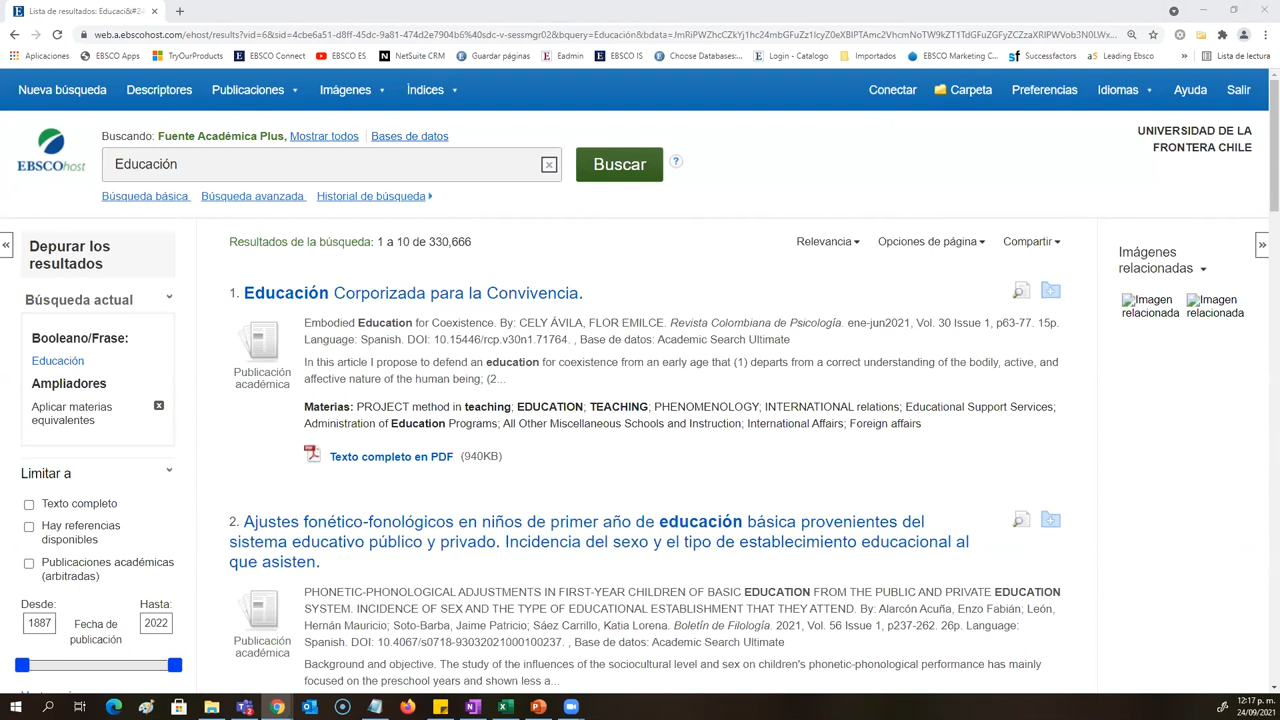 Lista de resultados: Educaci&#24
web.a.ebscohost.com/ehost/results?vid=6&sid=4cbe6a51-d8ff-45dc-9a81-474d2e7904b6%40sdc-v-sessmgr02&bquery=Educación&bdata=
Aplicaciones EBSCO Apps TryOurProducts EBSCO Connect YouTube ES NetSuite CRM Guardar páginas Eadmin EBSCO IS Choose Databases:... Login - Catalogo Importados EBSCO Marketing C... Successfactors Leading Ebsco » Lista de lectura
Nueva búsqueda Descriptores Publicaciones Imágenes Índices Conectar Carpeta Preferencias Idiomas Ayuda Salir
Buscando: Fuente Académica Plus, Mostrar todos Bases de datos
UNIVERSIDAD DE LA
FRONTERA CHILE
EBSCOhost
Educación
Buscar
?
Búsqueda básica Búsqueda avanzada Historial de búsqueda
«
Depurar los
resultados
Búsqueda actual
Booleano/Frase:
Educación
Ampliadores
Aplicar materias
equivalentes
Limitar a
Texto completo
Hay referencias
disponibles
Publicaciones académicas
(arbitradas)
Desde: Hasta:
1887 Fecha de publicación 2022
Resultados de la búsqueda: 1 a 10 de 330,666
Relevancia Opciones de página Compartir
1. Educación Corporizada para la Convivencia.
Publicación
académica
Embodied Education for Coexistence. By: CELY ÁVILA, FLOR EMILCE. Revista Colombiana de Psicología. ene-jun2021, Vol. 30 Issue 1, p63-77. 15p.
Language: Spanish. DOI: 10.15446/rcp.v30n1.71764. , Base de datos: Academic Search Ultimate
In this article I propose to defend an education for coexistence from an early age that (1) departs from a correct understanding of the bodily, active, and
affective nature of the human being; (2...
Materias: PROJECT method in teaching; EDUCATION; TEACHING; PHENOMENOLOGY; INTERNATIONAL relations; Educational Support Services;
Administration of Education Programs; All Other Miscellaneous Schools and Instruction; International Affairs; Foreign affairs
Texto completo en PDF (940KB)
2. Ajustes fonético-fonológicos en niños de primer año de educación básica provenientes del
sistema educativo público y privado. Incidencia del sexo y el tipo de establecimiento educacional al
que asisten.
Publicación
académica
PHONETIC-PHONOLOGICAL ADJUSTMENTS IN FIRST-YEAR CHILDREN OF BASIC EDUCATION FROM THE PUBLIC AND PRIVATE EDUCATION
SYSTEM. INCIDENCE OF SEX AND THE TYPE OF EDUCATIONAL ESTABLISHMENT THAT THEY ATTEND. By: Alarcón Acuña, Enzo Fabián; León,
Hernán Mauricio; Soto-Barba, Jaime Patricio; Sáez Carrillo, Katia Lorena. Boletín de Filología. 2021, Vol. 56 Issue 1, p237-262. 26p. Language:
Spanish. DOI: 10.4067/s0718-93032021000100237. , Base de datos: Academic Search Ultimate
Background and objective. The study of the influences of the sociocultural level and sex on children's phonetic-phonological performance has mainly
focused on the preschool years and shown less a...
»
Imágenes
relacionadas
Imagen
relacionada
Imagen
relacionada
12:17 p. m.
24/09/2021